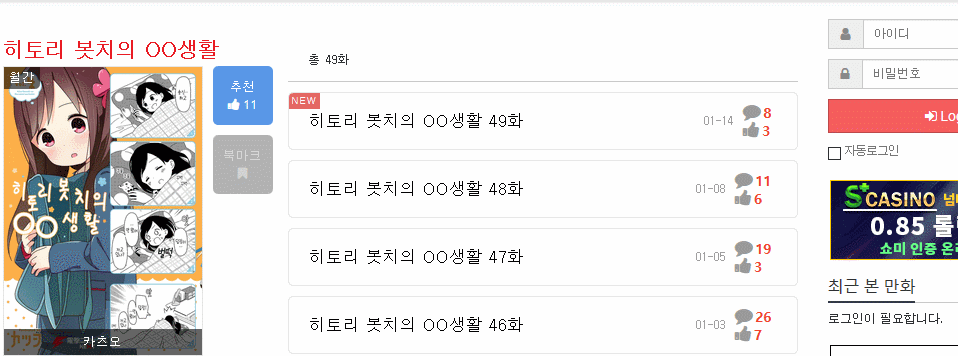 히토리 봇치의 OO생활
월간
히토리 봇치의
OO 생활
카츠오
추천
11
북마크
총 49화
NEW
히토리 봇치의 OO생활 49화
01-14
8
3
히토리 봇치의 OO생활 48화
01-08
11
6
히토리 봇치의 OO생활 47화
01-05
19
3
히토리 봇치의 OO생활 46화
01-03
26
7
아이디
비밀번호
Log
자동로그인
S+CASINO 넘
0.85 롤
쇼미 인증 온
최근 본 만화
로그인이 필요합니다.